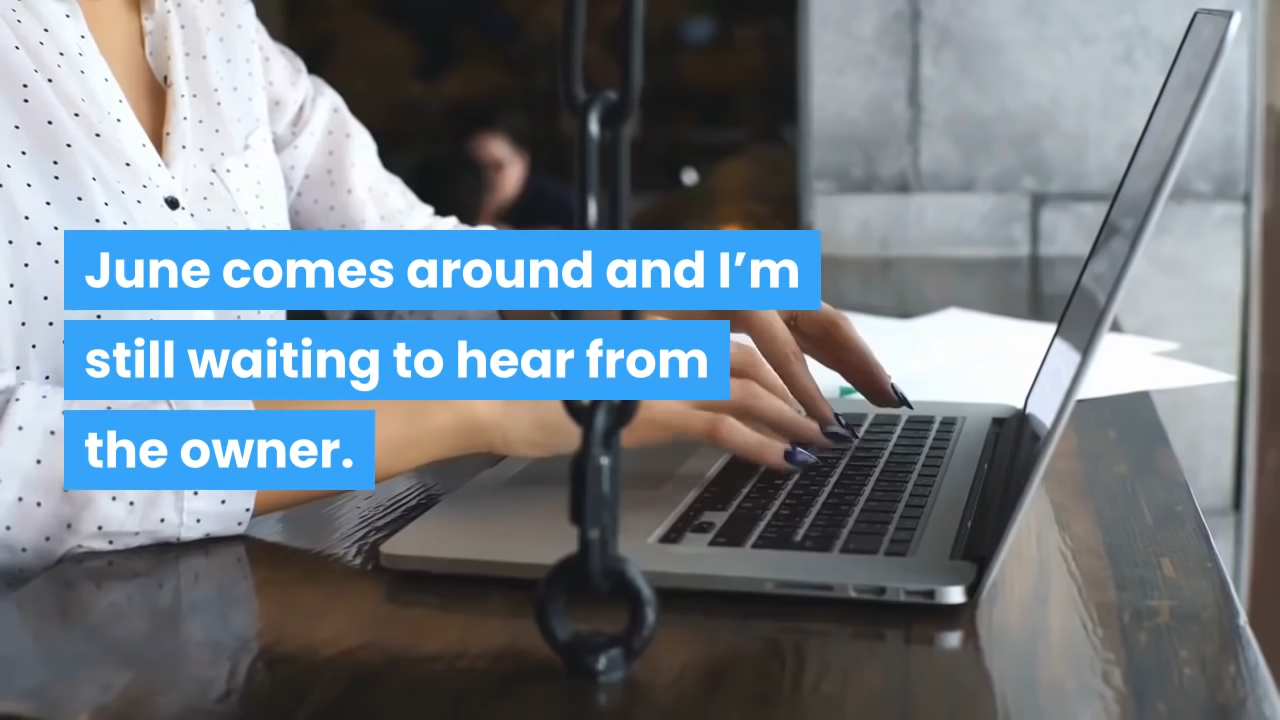 June comes around and I’m
still waiting to hear from
the owner.